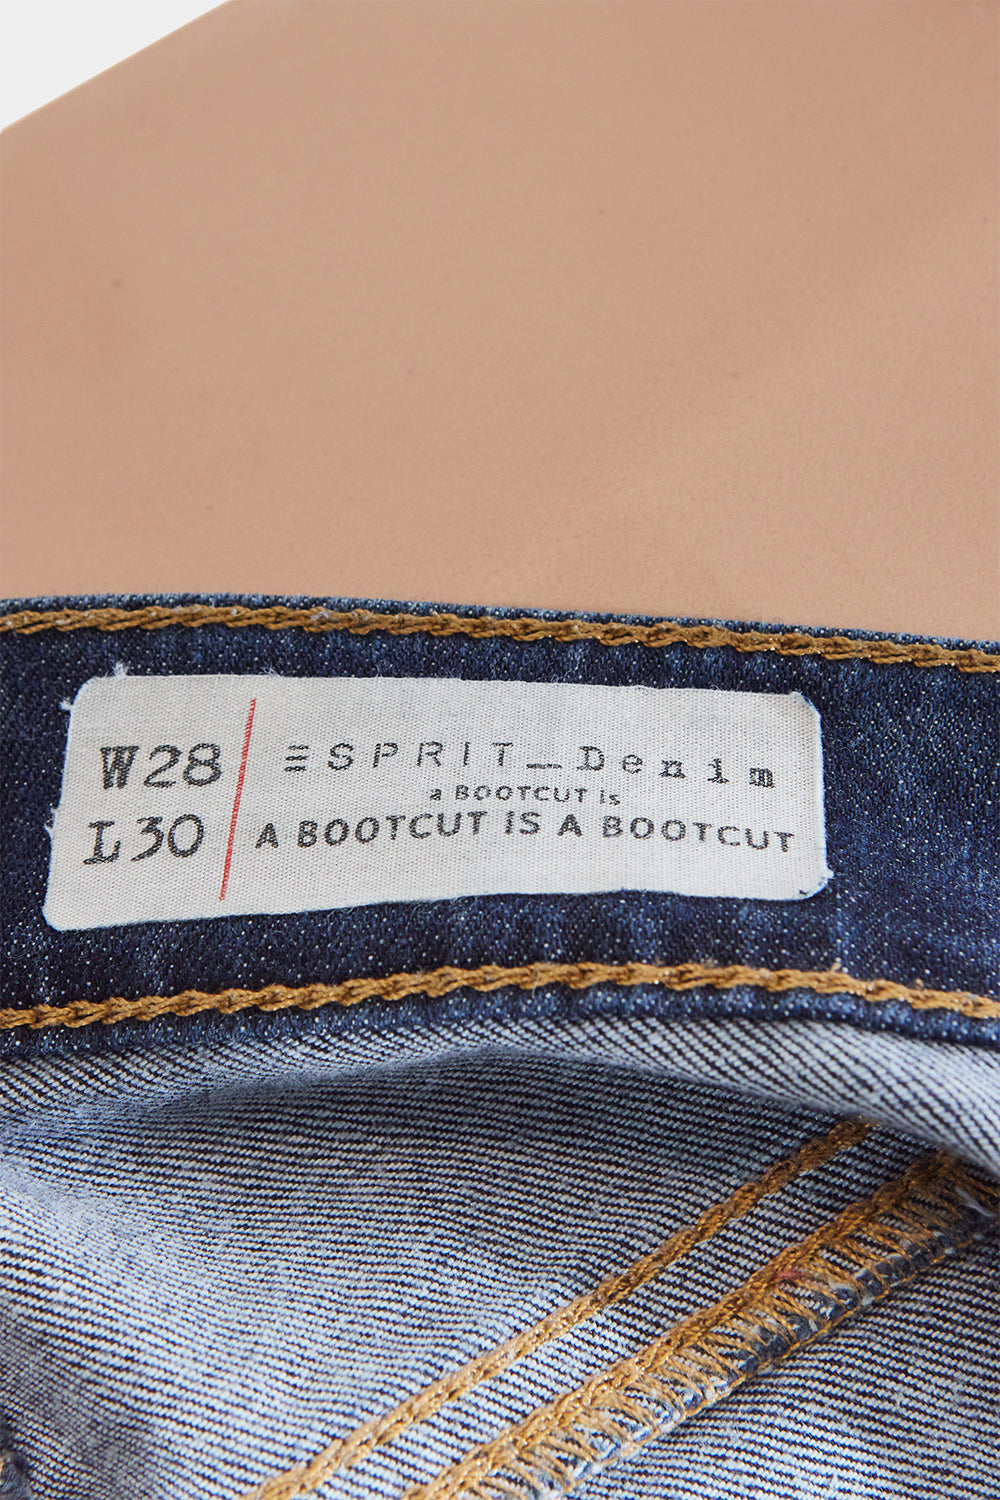 W28
L30
ESPRIT_Denim
a BOOTCUT is
A BOOTCUT IS A BOOTCUT